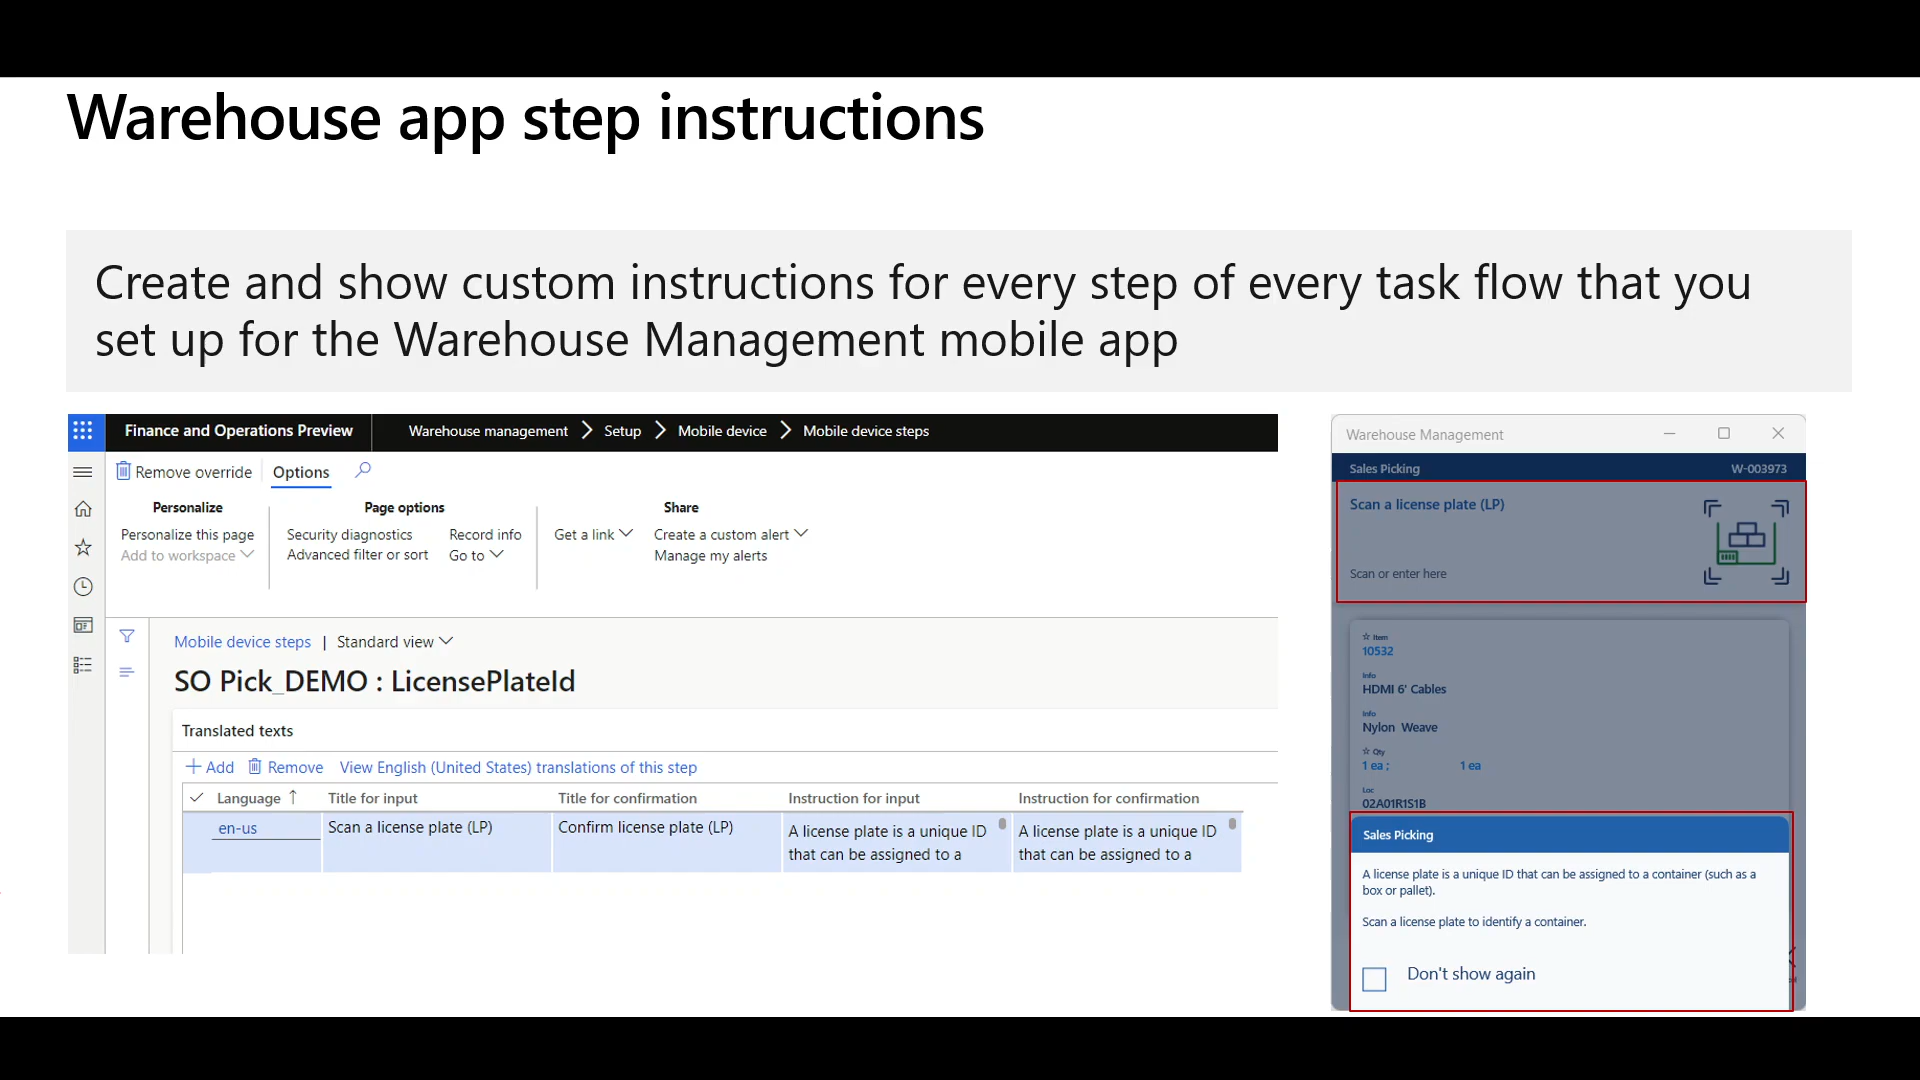 Warehouse app step instructions
Create and show custom instructions for every step of every task flow that you
set up for the Warehouse Management mobile app
Finance and Operations Preview
Warehouse management
Setup
Mobile device
Mobile device steps
Remove override
Options
Personalize
Page options
Share
Personalize this page
Add to workspace
Security diagnostics
Advanced filter or sort
Record info
Go to
Get a link
Create a custom alert
Manage my alerts
Mobile device steps | Standard view
SO Pick_DEMO : LicensePlateId
Translated texts
Add
Remove
View English (United States) translations of this step
Language
Title for input
Title for confirmation
Instruction for input
Instruction for confirmation
en-us
Scan a license plate (LP)
Confirm license plate (LP)
A license plate is a unique ID
that can be assigned to a
A license plate is a unique ID
that can be assigned to a
Warehouse Management
Sales Picking
W-003973
Scan a license plate (LP)
Scan or enter here
Item
10532
Info
HDMI 6' Cables
Info
Nylon Weave
Qty
1 ea ;
1 ea
Loc
02A01R1S1B
Sales Picking
A license plate is a unique ID that can be assigned to a container (such as a
box or pallet).
Scan a license plate to identify a container.
Don't show again